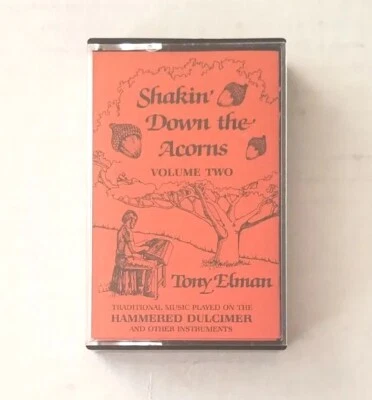 Shakin'
Down the
Acorns
VOLUME TWO
Tony Elman
TRADITIONAL MUSIC PLAYED ON THE
HAMMERED DULCIMER
AND OTHER INSTRUMENTS